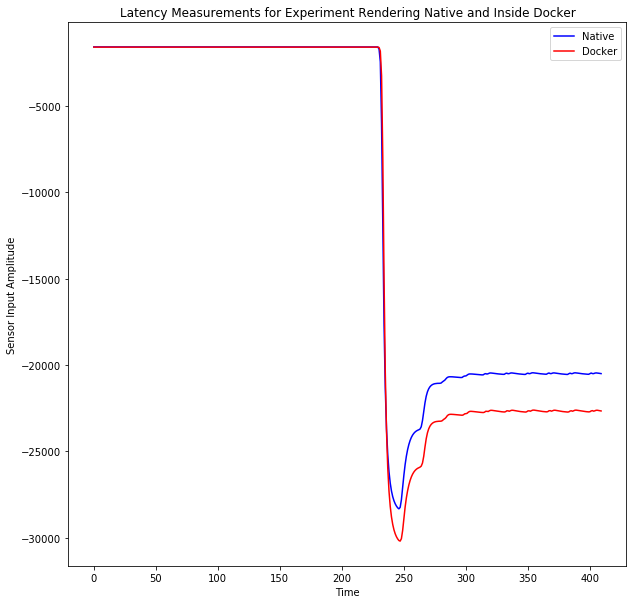 Latency Measurements for Experiment Rendering Native and Inside Docker
Native
Docker
−5000
−10000
−15000
−20000
−25000
−30000
Sensor Input Amplitude
0 50 100 150 200 250 300 350 400
Time